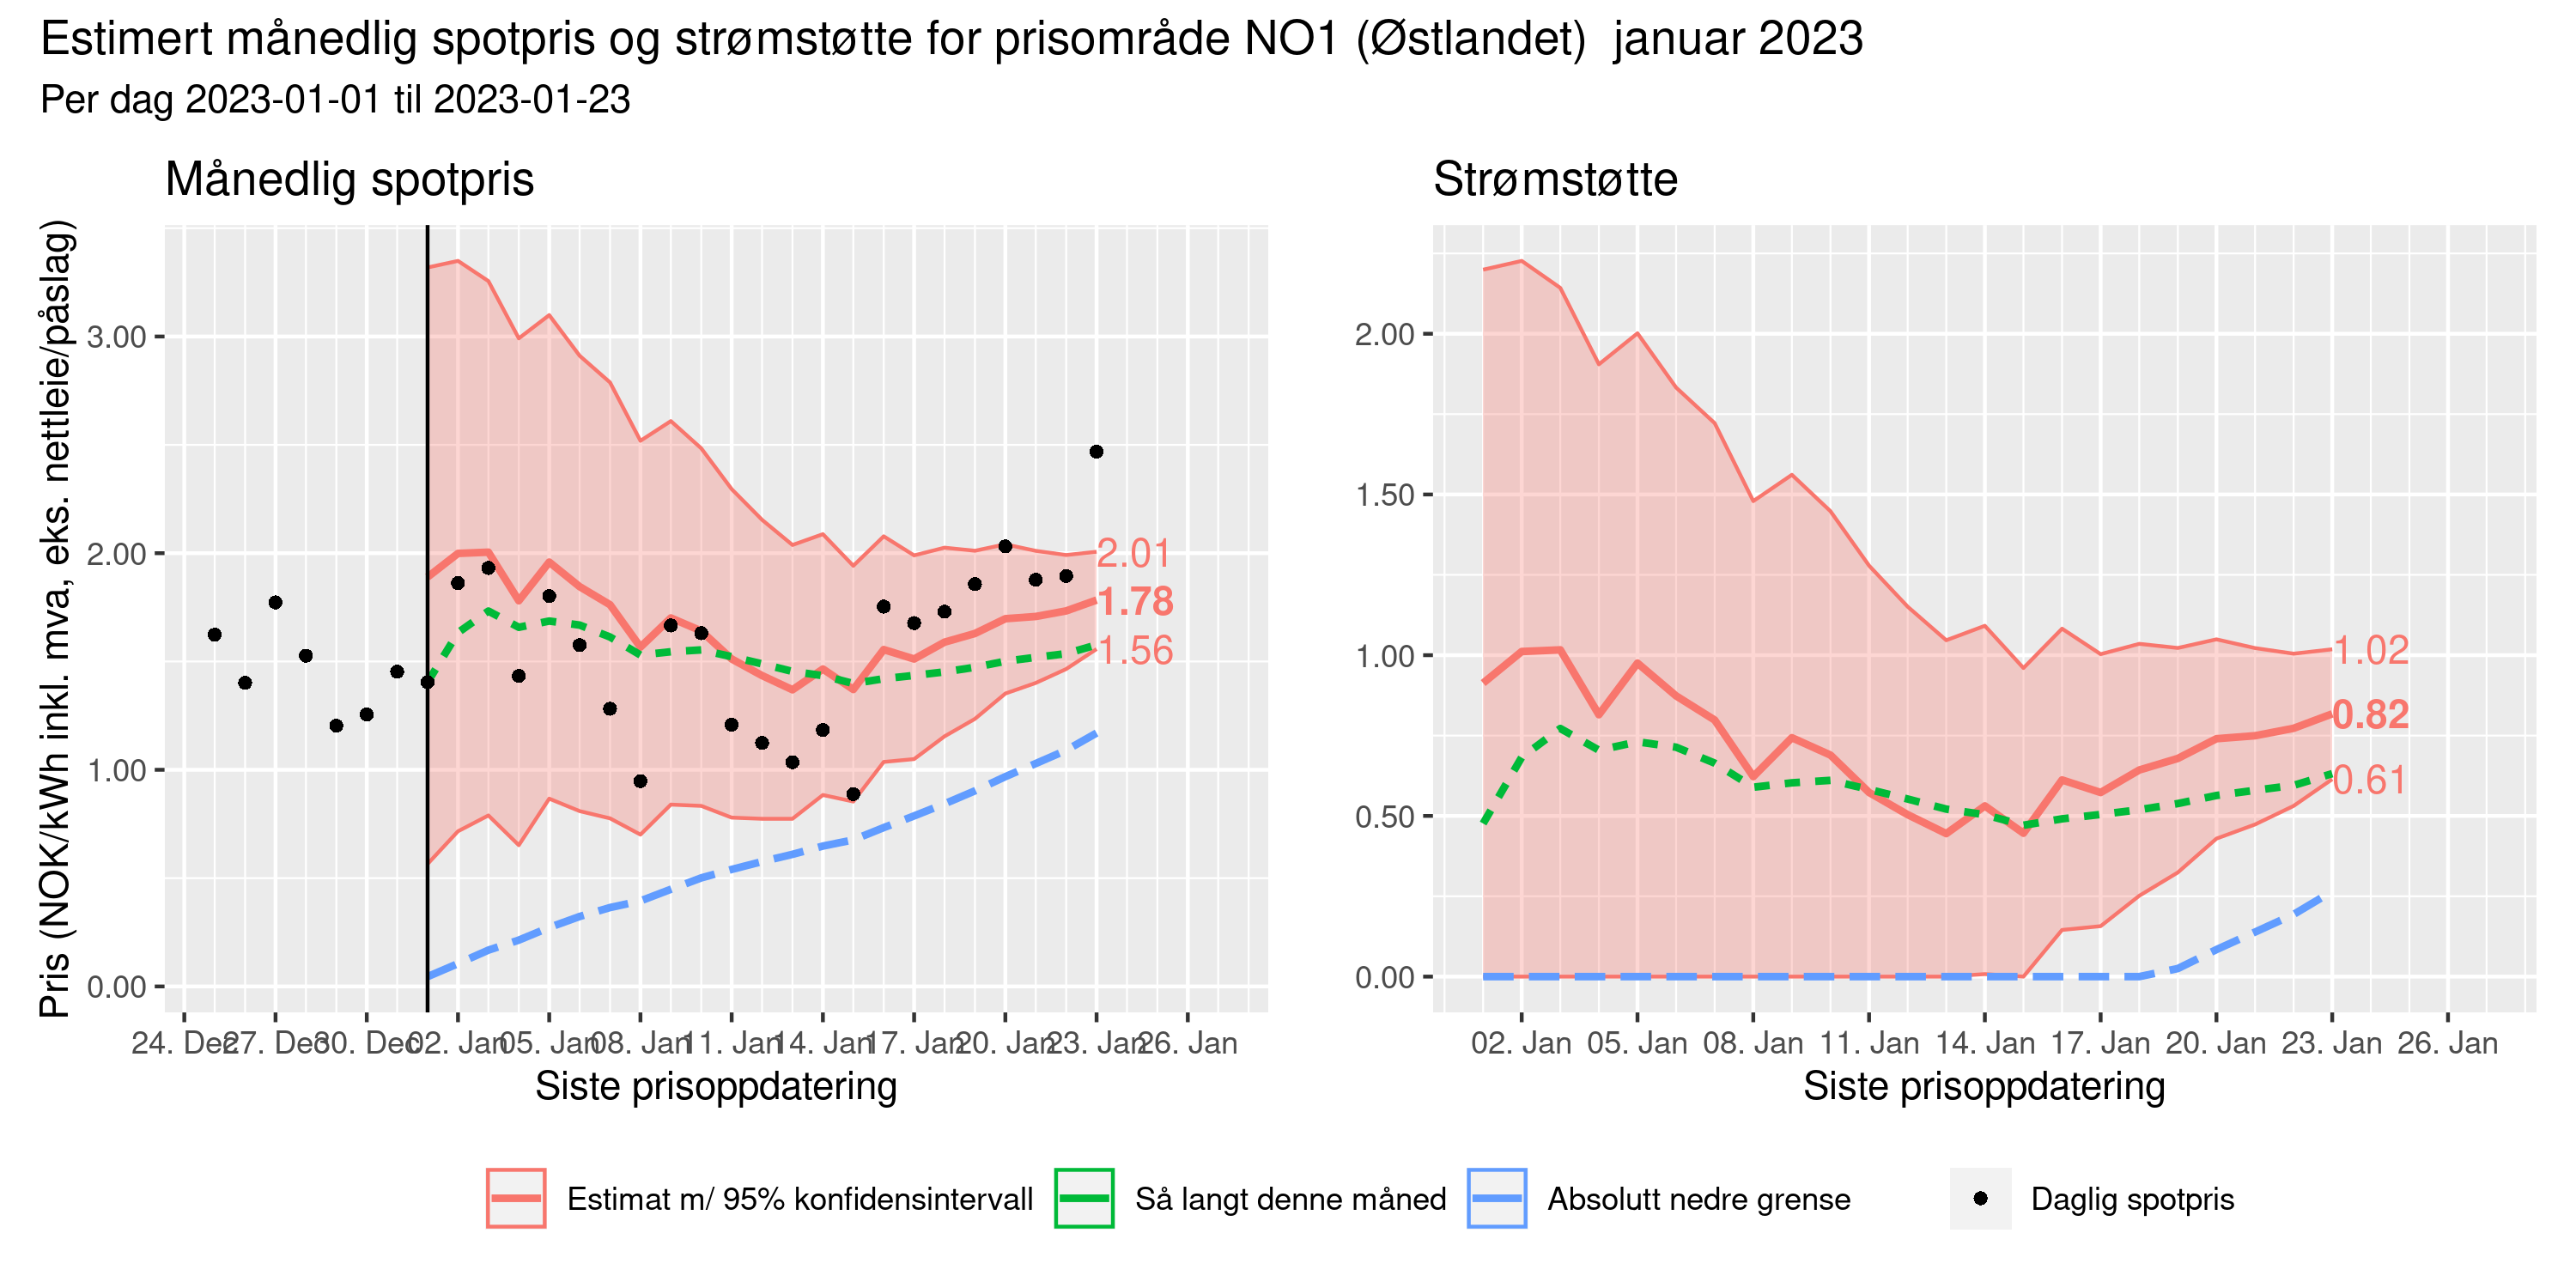 Estimert månedlig spotpris og strømstøtte for prisområde NO1 (Østlandet)  januar 2023
Per dag 2023-01-01 til 2023-01-23
Månedlig spotpris
Pris (NOK/kWh inkl. mva, eks. nettleie/påslag)
3.00
2.00
1.00
0.00
2.01
1.78
1.56
24. Dec 27. Dec 30. Dec 02. Jan 05. Jan 08. Jan 11. Jan 14. Jan 17. Jan 20. Jan 23. Jan 26. Jan
Siste prisoppdatering
Strømstøtte
2.00
1.50
1.00
0.50
0.00
1.02
0.82
0.61
02. Jan 05. Jan 08. Jan 11. Jan 14. Jan 17. Jan 20. Jan 23. Jan 26. Jan
Siste prisoppdatering
Estimat m/ 95% konfidensintervall Så langt denne måned Absolutt nedre grense Daglig spotpris